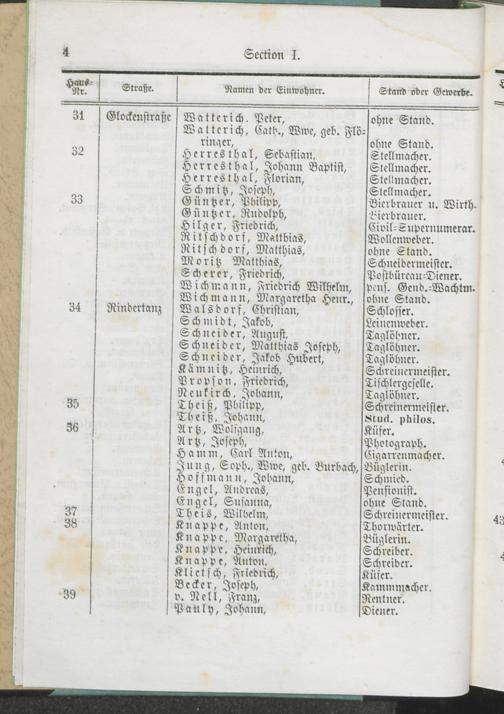 4
Section I.
Haus-Nr. Straße. Namen der Einwohner. Stand oder Gewerbe.
31 Glockenstraße Watterich. Peter, ohne Stand.
Watterich, Cath., Wwe, geb. Flö-
ringer, ohne Stand.
32 Herresthal, Sebastian, Stellmacher.
Herresthal, Johann Baptist, Stellmacher.
Herresthal, Florian, Stellmacher.
Schmitz, Joseph, Stellmacher.
33 Güntzer, Philipp, Bierbrauer u. Wirth.
Güntzer, Rudolph, Bierbrauer.
Hilger, Friedrich, Civil-Supernumerar.
Ritschdorf, Matthias, Wollenweber.
Ritschdorf, Matthias, ohne Stand.
Moritz Matthias, Schneidermeister.
Scherer, Friedrich, Postbüreau-Diener.
Wichmann, Friedrich Wilhelm, pens. Gend.-Wachtm.
Wichmann, Margaretha Henr., ohne Stand.
34 Rindertanz Walsdorf, Christian, Schlosser.
Schmidt, Jakob, Leinenweber.
Schneider, August, Taglöhner.
Schneider, Matthias Joseph, Taglöhner.
Schneider, Jakob Hubert, Taglöhner.
Kämnitz, Heinrich, Schreinermeister.
Propson, Friedrich, Tischlergeselle.
Neukirch, Johann, Taglöhner.
35 Theiß, Philipp, Schreinermeister.
Theiß, Johann, Stud. philos.
36 Artz, Wolfgang, Küfer.
Artz, Joseph, Photograph.
Hamm, Carl Anton, Cigarrenmacher.
Jung, Soph., Wwe, geb. Burbach, Büglerin.
Hoffmann, Johann, Schmied.
Engel, Andreas, Pensionist.
Engel, Susanna, ohne Stand.
37 Theis, Wilhelm, Schreinermeister.
38 Knappe, Anton, Thorwärter.
Knappe, Margaretha, Büglerin.
Knappe, Heinrich, Schreiber.
Knappe, Anton, Schreiber.
Klietsch, Friedrich, Küfer.
Becker, Joseph, Kammmacher.
39 v. Nell, Franz, Rentner.
Pauly, Johann, Diener.